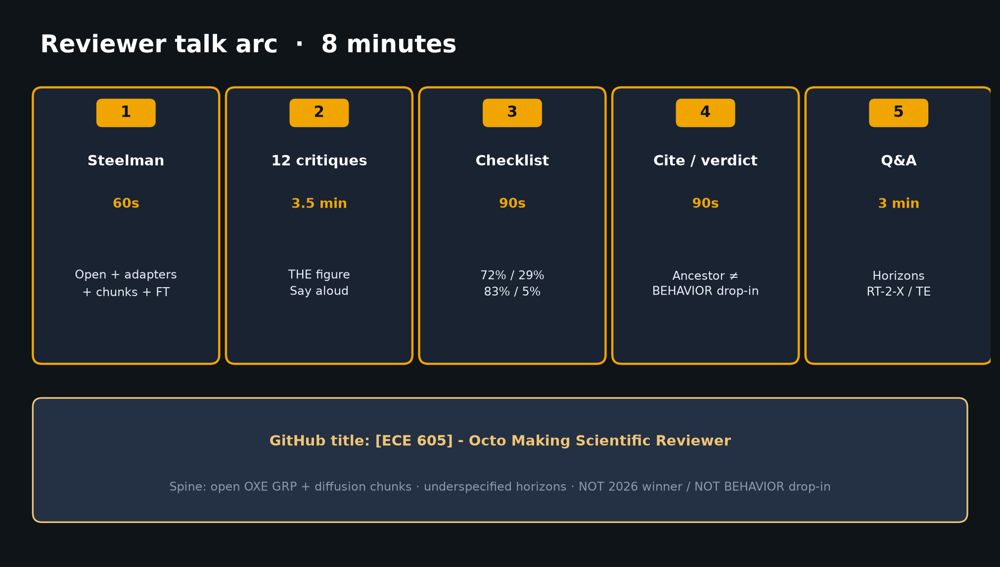 Reviewer talk arc · 8 minutes
1
Steelman
60s
Open + adapters
+ chunks + FT
2
12 critiques
3.5 min
THE figure
Say aloud
3
Checklist
90s
72% / 29%
83% / 5%
4
Cite / verdict
90s
Ancestor ≠
BEHAVIOR drop-in
5
Q&A
3 min
Horizons
RT-2-X / TE
GitHub title: [ECE 605] - Octo Making Scientific Reviewer
Spine: open OXE GRP + diffusion chunks · underspecified horizons · NOT 2026 winner / NOT BEHAVIOR drop-in